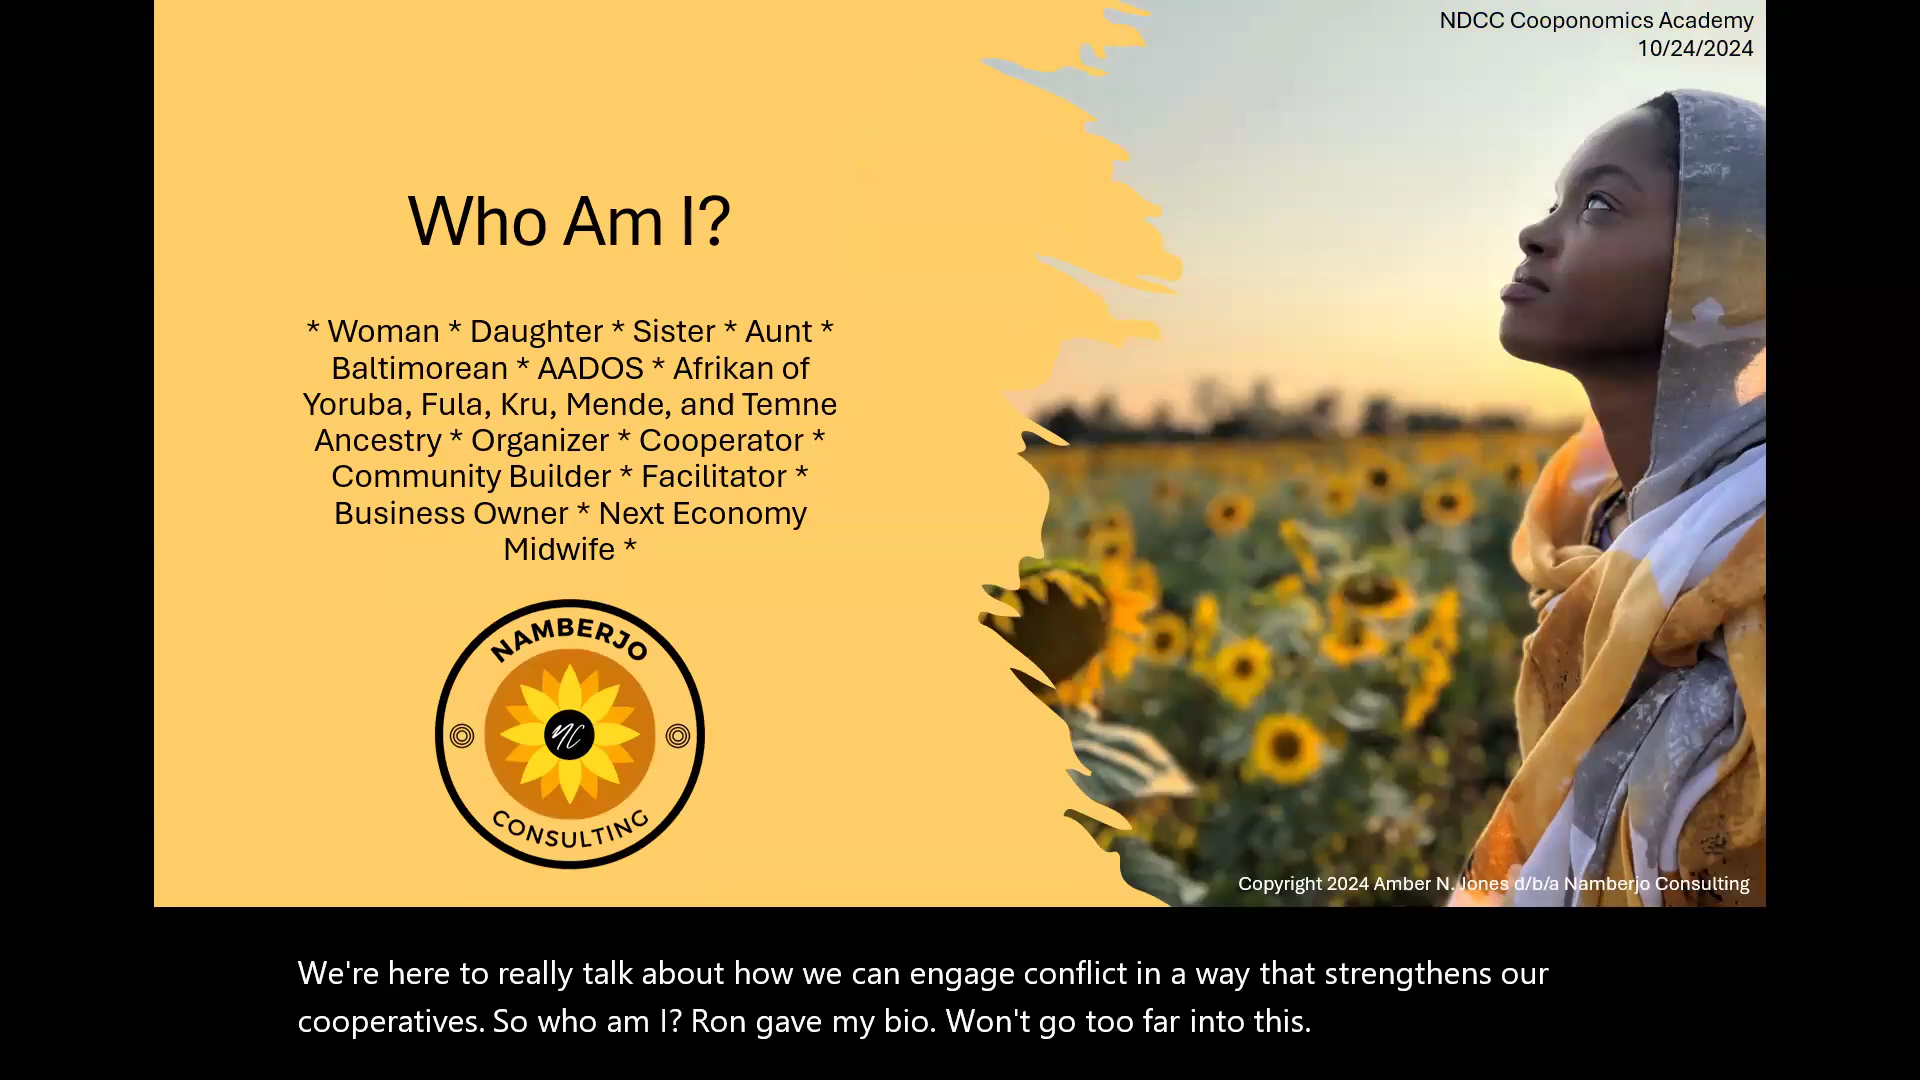 NDCC Cooponomics Academy
10/24/2024
Who Am I?
* Woman * Daughter * Sister * Aunt *
Baltimorean * AADOS * Afrikan of
Yoruba, Fula, Kru, Mende, and Temne
Ancestry * Organizer * Cooperator *
Community Builder * Facilitator *
Business Owner * Next Economy
Midwife *
NAMBERJO
NC
CONSULTING
Copyright 2024 Amber N. Jones d/b/a Namberjo Consulting
We're here to really talk about how we can engage conflict in a way that strengthens our
cooperatives. So who am I? Ron gave my bio. Won't go too far into this.